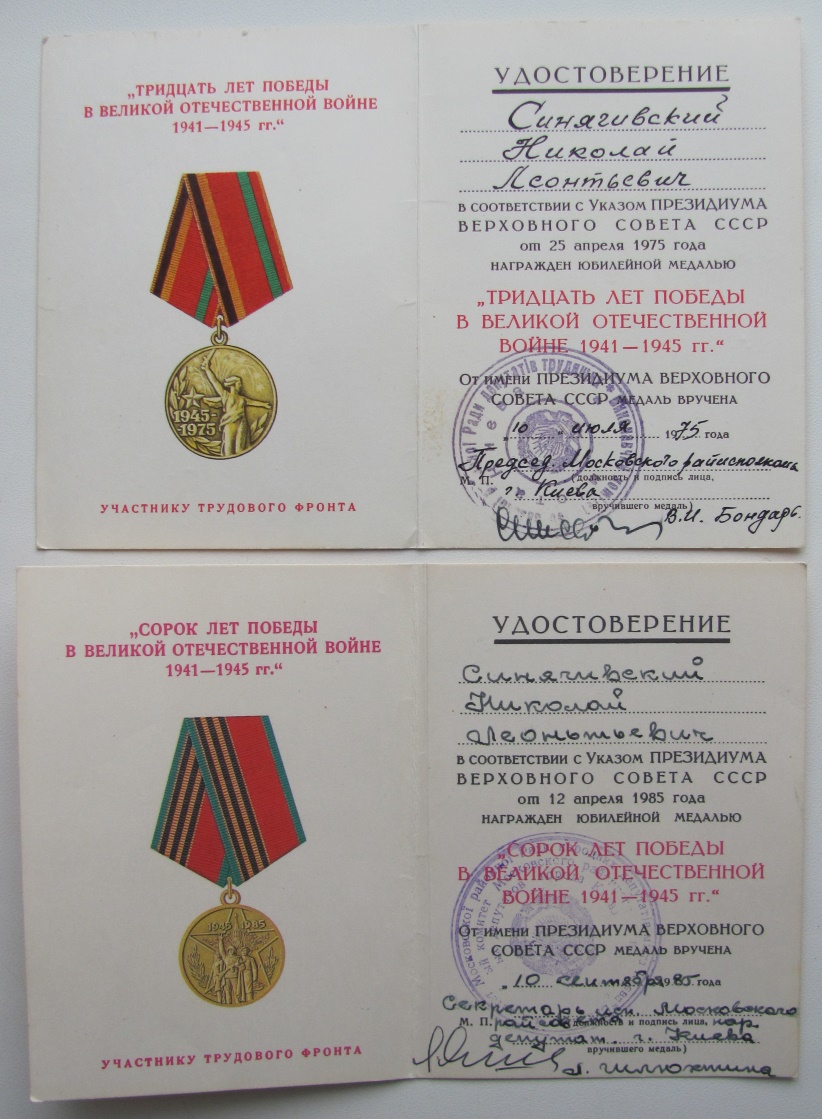 „ТРИДЦАТЬ ЛЕТ ПОБЕДЫ
В ВЕЛИКОЙ ОТЕЧЕСТВЕННОЙ ВОЙНЕ
1941—1945 гг.“
1945-
-1975
УЧАСТНИКУ ТРУДОВОГО ФРОНТА
УДОСТОВЕРЕНИЕ
Синячивский
Николай
Леонтьевич
В СООТВЕТСТВИИ С УКАЗОМ ПРЕЗИДИУМА
ВЕРХОВНОГО СОВЕТА СССР
от 25 апреля 1975 года
НАГРАЖДЕН ЮБИЛЕЙНОЙ МЕДАЛЬЮ
„ТРИДЦАТЬ ЛЕТ ПОБЕДЫ
В ВЕЛИКОЙ ОТЕЧЕСТВЕННОЙ
ВОЙНЕ 1941—1945 гг.“
От имени ПРЕЗИДИУМА ВЕРХОВНОГО
СОВЕТА СССР МЕДАЛЬ ВРУЧЕНА
„10„ июля 1975 года
Председ. Московского райисполкома
М. П. (должность и подпись лица,
г. Киева
вручившего медаль)
В.И. Бондарь.
„СОРОК ЛЕТ ПОБЕДЫ
В ВЕЛИКОЙ ОТЕЧЕСТВЕННОЙ ВОЙНЕ
1941—1945 гг.“
1945 1985
УЧАСТНИКУ ТРУДОВОГО ФРОНТА
УДОСТОВЕРЕНИЕ
Синячивский
Николай
Леонтьевич
В СООТВЕТСТВИИ С УКАЗОМ ПРЕЗИДИУМА
ВЕРХОВНОГО СОВЕТА СССР
от 12 апреля 1985 года
НАГРАЖДЕН ЮБИЛЕЙНОЙ МЕДАЛЬЮ
„СОРОК ЛЕТ ПОБЕДЫ
В ВЕЛИКОЙ ОТЕЧЕСТВЕННОЙ
ВОЙНЕ 1941—1945 гг.“
От имени ПРЕЗИДИУМА ВЕРХОВНОГО
СОВЕТА СССР МЕДАЛЬ ВРУЧЕНА
„10 сентября 1985 года
Секретарь исп. Московского
М. П. (должность и подпись лица, нар
депутат. г. Киева
вручившего медаль)